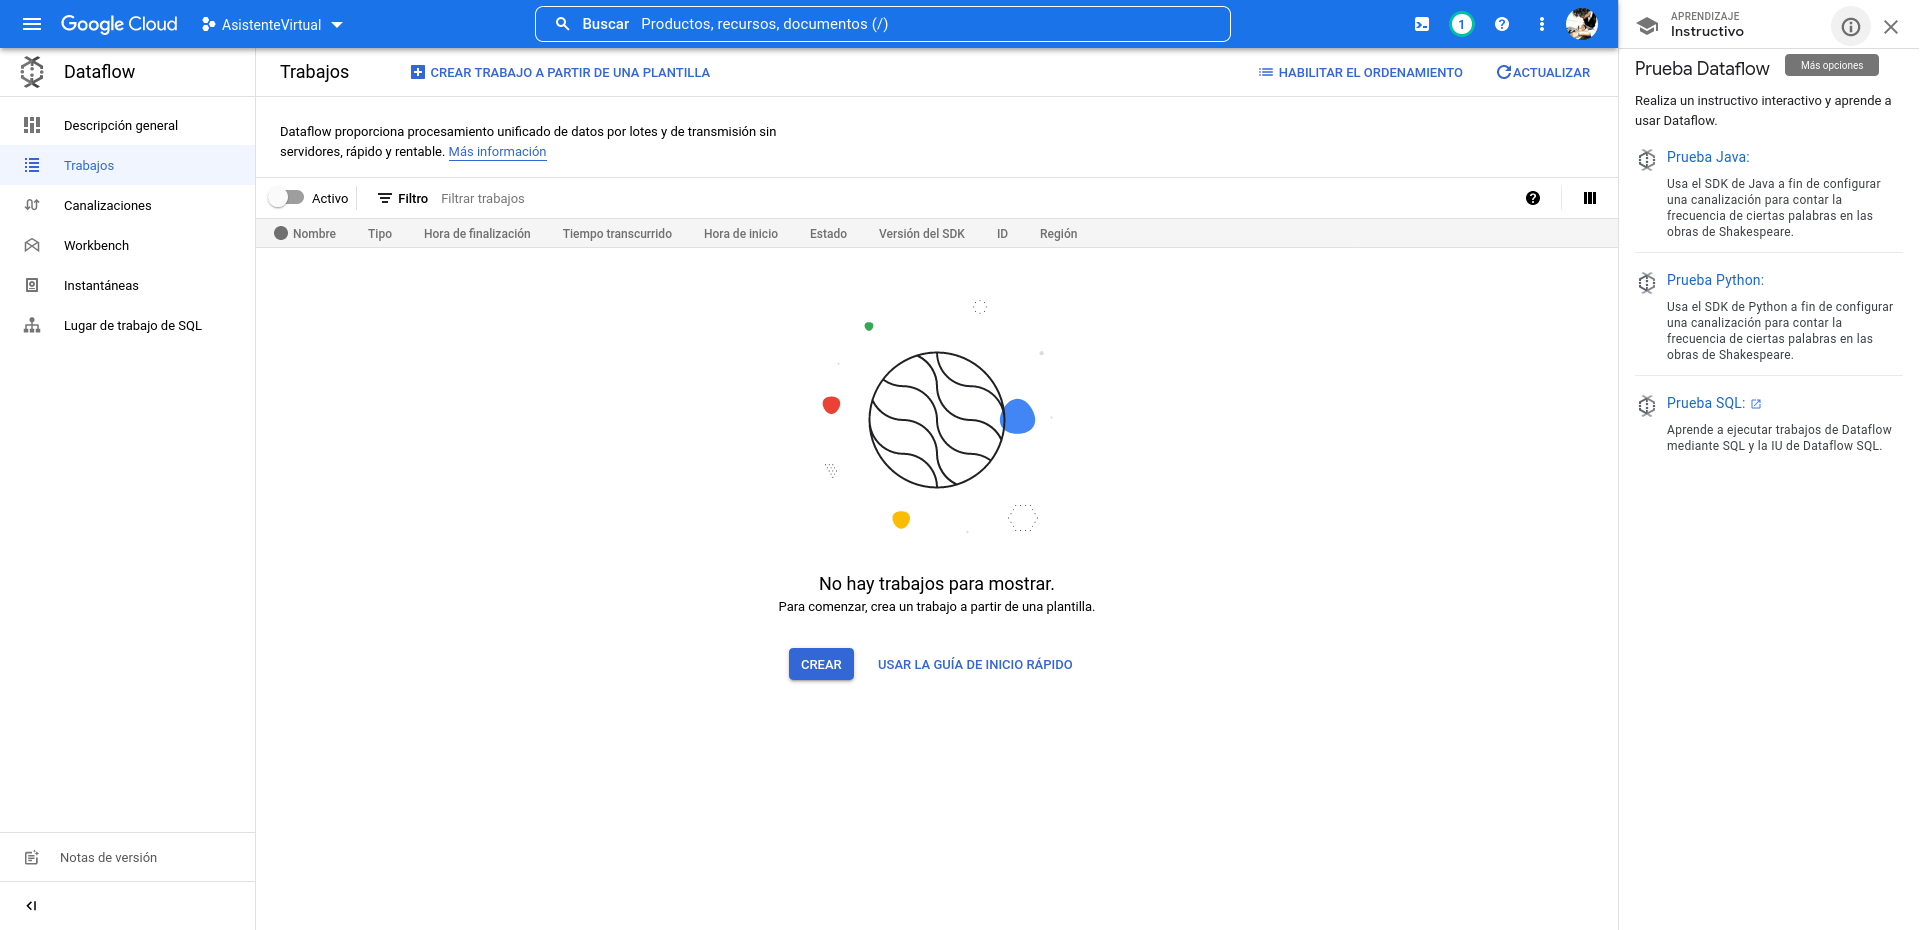 Google Cloud
AsistenteVirtual
Buscar Productos, recursos, documentos (/)
1
APRENDIZAJE
Instructivo
Dataflow
Trabajos
CREAR TRABAJO A PARTIR DE UNA PLANTILLA
HABILITAR EL ORDENAMIENTO
ACTUALIZAR
Descripción general
Trabajos
Canalizaciones
Workbench
Instantáneas
Lugar de trabajo de SQL
Notas de versión
Dataflow proporciona procesamiento unificado de datos por lotes y de transmisión sin
servidores, rápido y rentable. Más información
Activo
Filtro Filtrar trabajos
Nombre Tipo Hora de finalización Tiempo transcurrido Hora de inicio Estado Versión del SDK ID Región
No hay trabajos para mostrar.
Para comenzar, crea un trabajo a partir de una plantilla.
CREAR USAR LA GUÍA DE INICIO RÁPIDO
Prueba Dataflow
Más opciones
Realiza un instructivo interactivo y aprende a
usar Dataflow.
Prueba Java:
Usa el SDK de Java a fin de configurar
una canalización para contar la
frecuencia de ciertas palabras en las
obras de Shakespeare.
Prueba Python:
Usa el SDK de Python a fin de configurar
una canalización para contar la
frecuencia de ciertas palabras en las
obras de Shakespeare.
Prueba SQL:
Aprende a ejecutar trabajos de Dataflow
mediante SQL y la IU de Dataflow SQL.